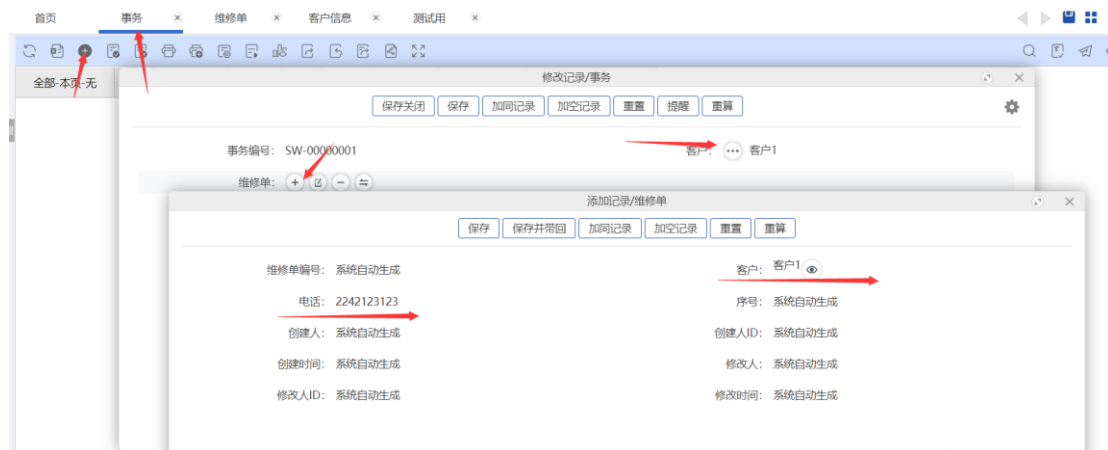 首页 事务 维修单 客户信息 测试用
全部-本页-无
修改记录/事务
保存关闭 保存 加同记录 加空记录 重置 提醒 重算
事务编号: SW-00000001 客户: 客户1
维修单:
添加记录/维修单
保存 保存并带回 加同记录 加空记录 重置 重算
维修单编号: 系统自动生成 客户: 客户1
电话: 2242123123 序号: 系统自动生成
创建人: 系统自动生成 创建人ID: 系统自动生成
创建时间: 系统自动生成 修改人: 系统自动生成
修改人ID: 系统自动生成 修改时间: 系统自动生成